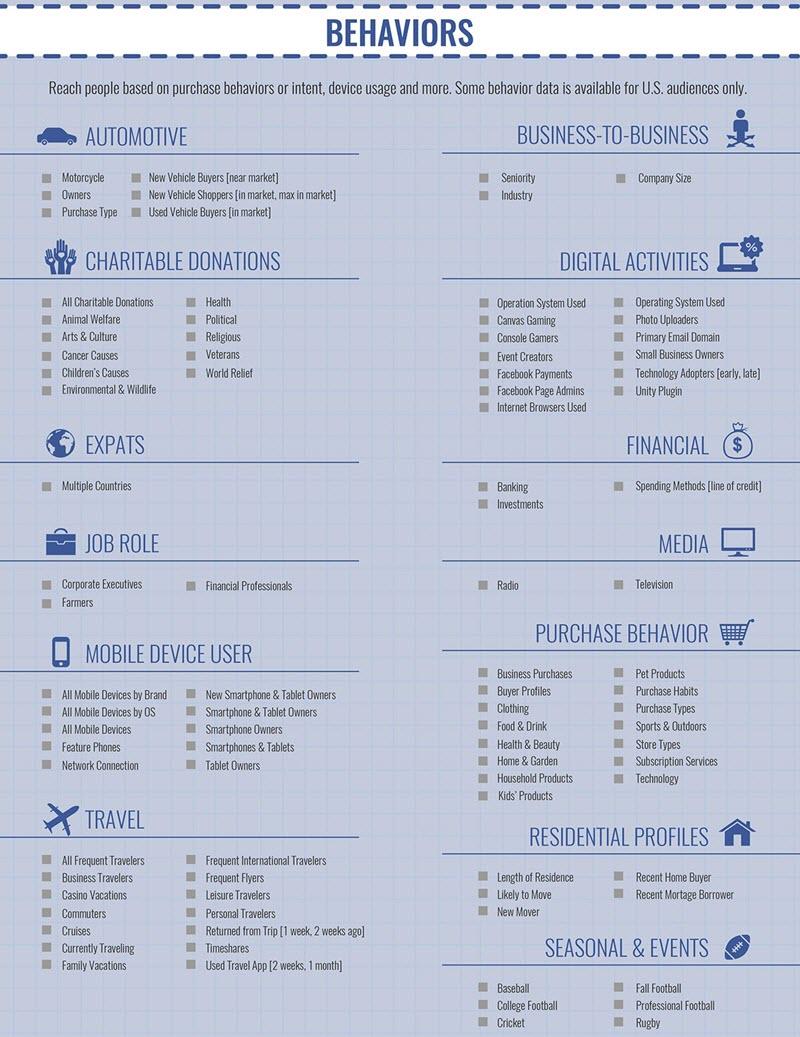 BEHAVIORS
Reach people based on purchase behaviors or intent, device usage and more. Some behavior data is available for U.S. audiences only.
AUTOMOTIVE
Motorcycle
Owners
Purchase Type
New Vehicle Buyers [near market]
New Vehicle Shoppers [in market, max in market]
Used Vehicle Buyers [in market]
CHARITABLE DONATIONS
All Charitable Donations
Animal Welfare
Arts & Culture
Cancer Causes
Children's Causes
Environmental & Wildlife
Health
Political
Religious
Veterans
World Relief
EXPATS
Multiple Countries
JOB ROLE
Corporate Executives
Farmers
Financial Professionals
MOBILE DEVICE USER
All Mobile Devices by Brand
All Mobile Devices by OS
All Mobile Devices
Feature Phones
Network Connection
New Smartphone & Tablet Owners
Smartphone & Tablet Owners
Smartphone Owners
Smartphones & Tablets
Tablet Owners
TRAVEL
All Frequent Travelers
Business Travelers
Casino Vacations
Commuters
Cruises
Currently Traveling
Family Vacations
Frequent International Travelers
Frequent Flyers
Leisure Travelers
Personal Travelers
Returned from Trip [1 week, 2 weeks ago]
Timeshares
Used Travel App [2 weeks, 1 month]
BUSINESS-TO-BUSINESS
Seniority
Industry
Company Size
DIGITAL ACTIVITIES
%
Operation System Used
Canvas Gaming
Console Gamers
Event Creators
Facebook Payments
Facebook Page Admins
Internet Browsers Used
Operating System Used
Photo Uploaders
Primary Email Domain
Small Business Owners
Technology Adopters [early, late]
Unity Plugin
FINANCIAL
$
Banking
Investments
Spending Methods [line of credit]
MEDIA
Radio
Television
PURCHASE BEHAVIOR
Business Purchases
Buyer Profiles
Clothing
Food & Drink
Health & Beauty
Home & Garden
Household Products
Kids' Products
Pet Products
Purchase Habits
Purchase Types
Sports & Outdoors
Store Types
Subscription Services
Technology
RESIDENTIAL PROFILES
Length of Residence
Likely to Move
New Mover
Recent Home Buyer
Recent Mortage Borrower
SEASONAL & EVENTS
Baseball
College Football
Cricket
Fall Football
Professional Football
Rugby